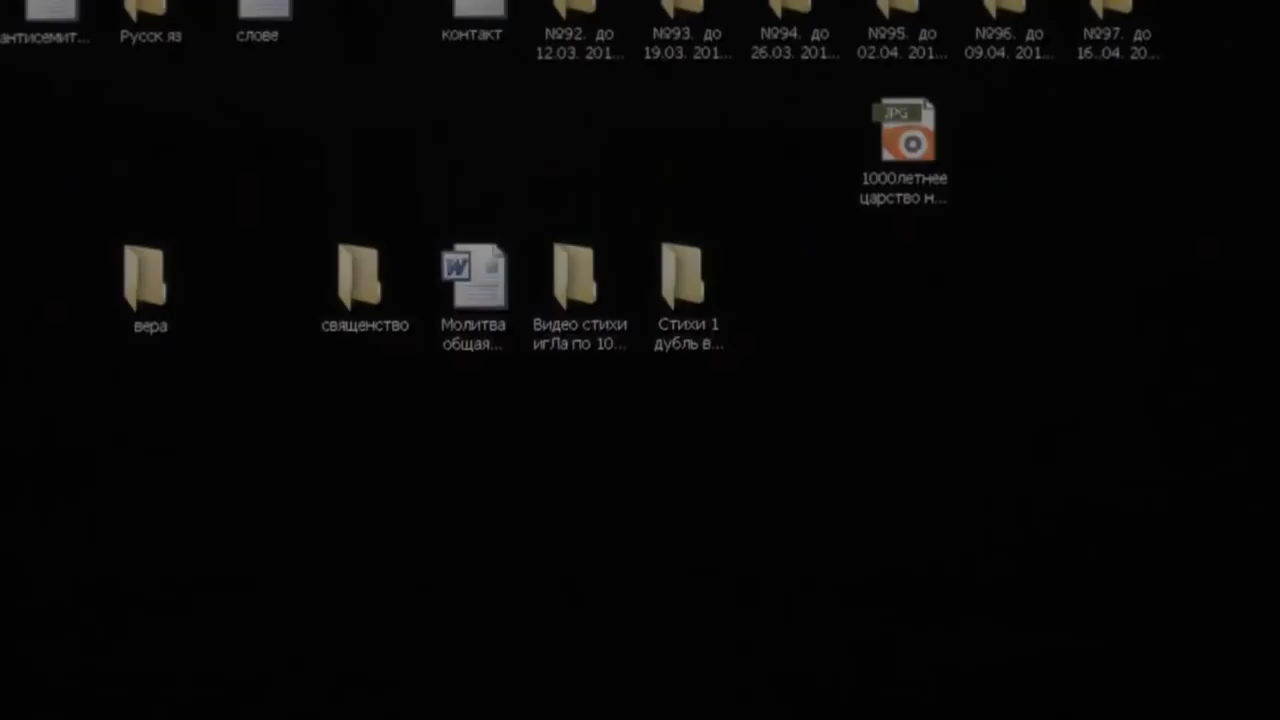 антисемит...
Русск яз
слове
контакт
№92. до
12.03. 201...
№93. до
19.03. 201...
№94. до
26.03. 201...
№95. до
02.04. 201...
№96. до
09.04. 201...
№97. до
16..04. 20...
JPG
1000летнее
царство н...
вера
священство
W
Молитва
общая...
Видео стихи
игЛа по 10...
Стихи 1
дубль в...